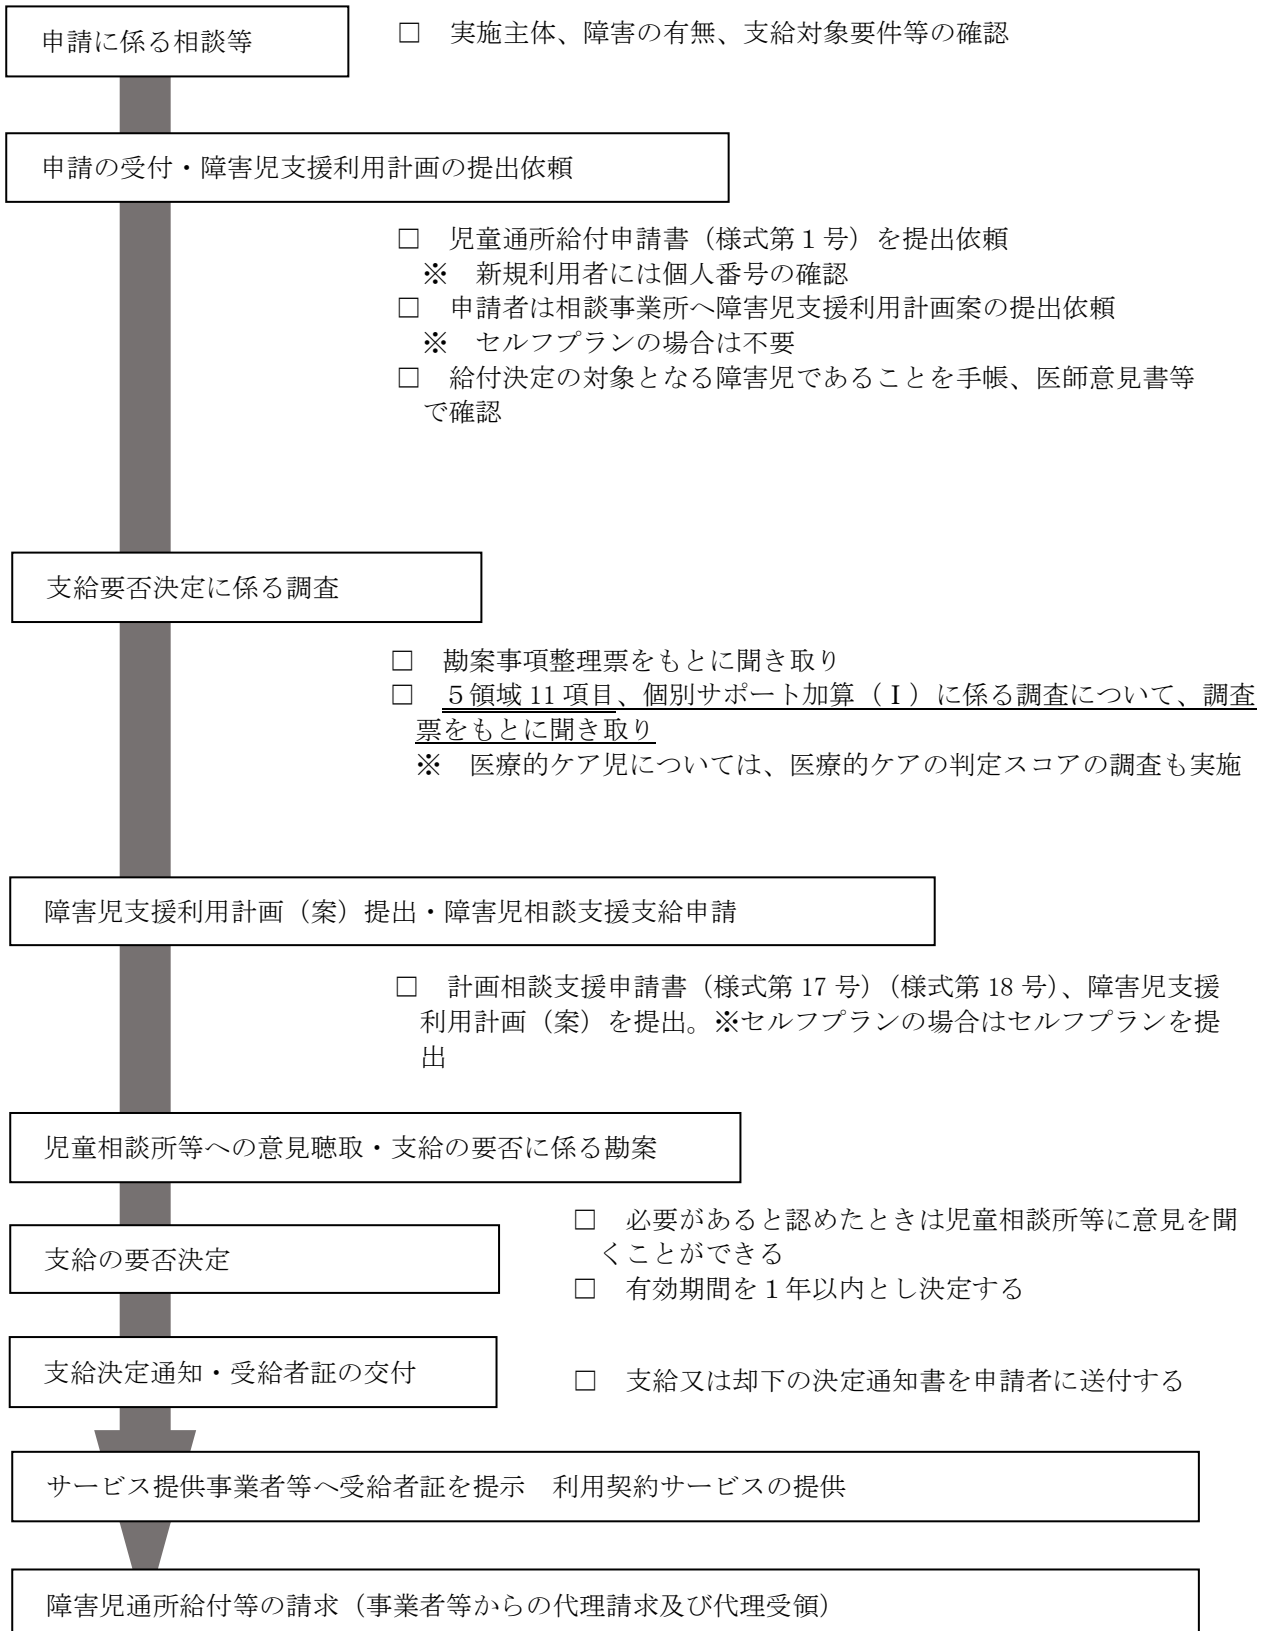 申請に係る相談等
□　実施主体、障害の有無、支給対象要件等の確認
申請の受付・障害児支援利用計画の提出依頼
□　児童通所給付申請書（様式第１号）を提出依頼
※　新規利用者には個人番号の確認
□　申請者は相談事業所へ障害児支援利用計画案の提出依頼
※　セルフプランの場合は不要
□　給付決定の対象となる障害児であることを手帳、医師意見書等
で確認
支給要否決定に係る調査
□　勘案事項整理票をもとに聞き取り
□　５領域 11 項目、個別サポート加算（Ⅰ）に係る調査について、調査
票をもとに聞き取り
※　医療的ケア児については、医療的ケアの判定スコアの調査も実施
障害児支援利用計画（案）提出・障害児相談支援支給申請
□　計画相談支援申請書（様式第 17 号）（様式第 18 号）、障害児支援
利用計画（案）を提出。※セルフプランの場合はセルフプランを提
出
児童相談所等への意見聴取・支給の要否に係る勘案
□　必要があると認めたときは児童相談所等に意見を聞
くことができる
支給の要否決定
□　有効期間を１年以内とし決定する
支給決定通知・受給者証の交付
□　支給又は却下の決定通知書を申請者に送付する
サービス提供事業者等へ受給者証を提示　利用契約サービスの提供
障害児通所給付等の請求（事業者等からの代理請求及び代理受領）